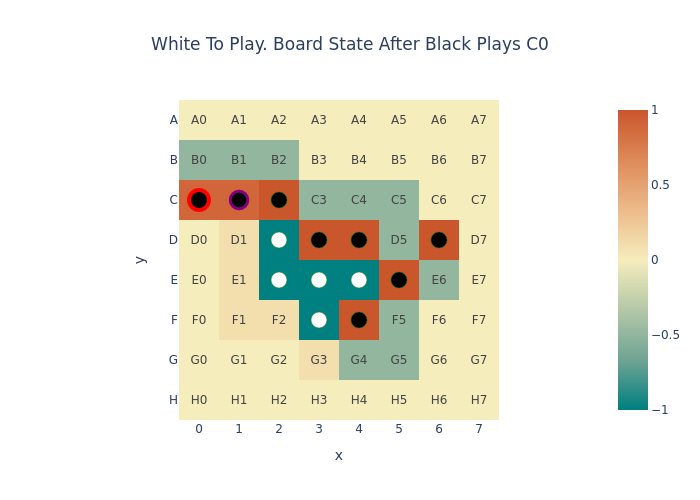 White To Play. Board State After Black Plays C0
A A0 A1 A2 A3 A4 A5 A6 A7
B B0 B1 B2 B3 B4 B5 B6 B7
C C3 C4 C5 C6 C7
D D0 D1 D5 D7
E E0 E1 E6 E7
F F0 F1 F2 F5 F6 F7
G G0 G1 G2 G3 G4 G5 G6 G7
H H0 H1 H2 H3 H4 H5 H6 H7
0 1 2 3 4 5 6 7
x
y
1
0.5
0
−0.5
−1